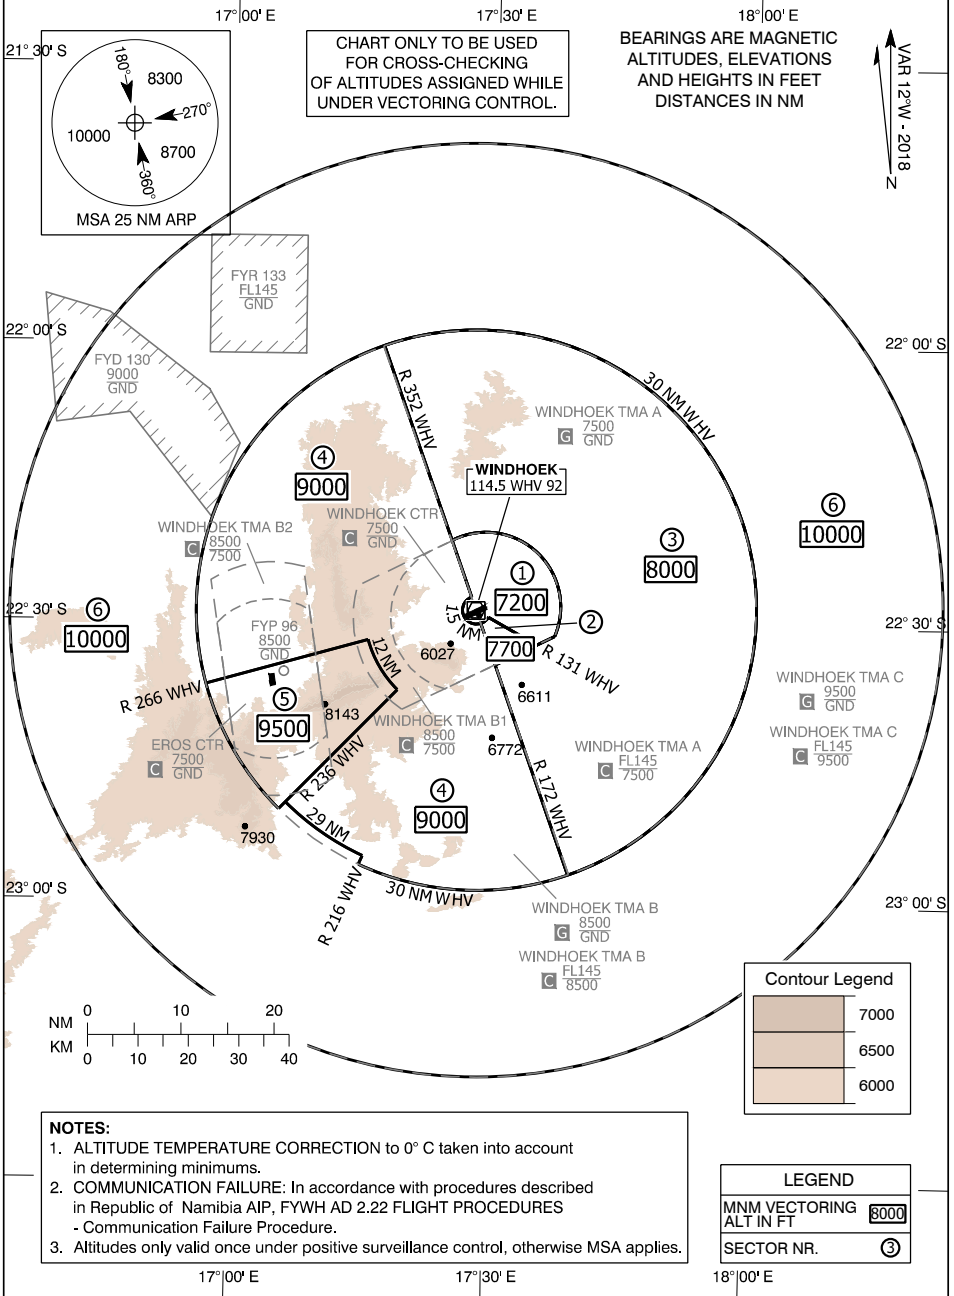 17°00' E
17°30' E
18°00' E
21° 30' S
180°
8300
270°
10000
8700
360°
MSA 25 NM ARP
CHART ONLY TO BE USED
FOR CROSS-CHECKING
OF ALTITUDES ASSIGNED WHILE
UNDER VECTORING CONTROL.
BEARINGS ARE MAGNETIC
ALTITUDES, ELEVATIONS
AND HEIGHTS IN FEET
DISTANCES IN NM
VAR 12°W - 2018
N
FYR 133
FL145
GND
22° 00' S
22° 00' S
FYD 130
9000
GND
R 352 WHV
30 NM WHV
WINDHOEK TMA A
G 7500
GND
4
9000
WINDHOEK
114.5 WHV 92
WINDHOEK CTR
C 7500
GND
WINDHOEK TMA B2
C 8500
7500
6
10000
3
8000
1
7200
2
7700
1.5 NM
R 131 WHV
22° 30' S
22° 30' S
6
10000
FYP 96
8500
GND
12 NM
6027
6611
R 266 WHV
5
9500
8143
WINDHOEK TMA B1
C 8500
7500
6772
WINDHOEK TMA C
G 9500
GND
WINDHOEK TMA C
C FL145
9500
EROS CTR
C 7500
GND
R 236 WHV
WINDHOEK TMA A
C FL145
7500
R 172 WHV
4
9000
29 NM
7930
23° 00' S
23° 00' S
R 216 WHV
30 NM WHV
WINDHOEK TMA B
G 8500
GND
WINDHOEK TMA B
C FL145
8500
Contour Legend
7000
6500
6000
NM 0 10 20
KM 0 10 20 30 40
NOTES:
1. ALTITUDE TEMPERATURE CORRECTION to 0° C taken into account
in determining minimums.
2. COMMUNICATION FAILURE: In accordance with procedures described
in Republic of Namibia AIP, FYWH AD 2.22 FLIGHT PROCEDURES
- Communication Failure Procedure.
3. Altitudes only valid once under positive surveillance control, otherwise MSA applies.
LEGEND
MNM VECTORING
ALT IN FT 8000
SECTOR NR. 3
17°00' E
17°30' E
18°00' E